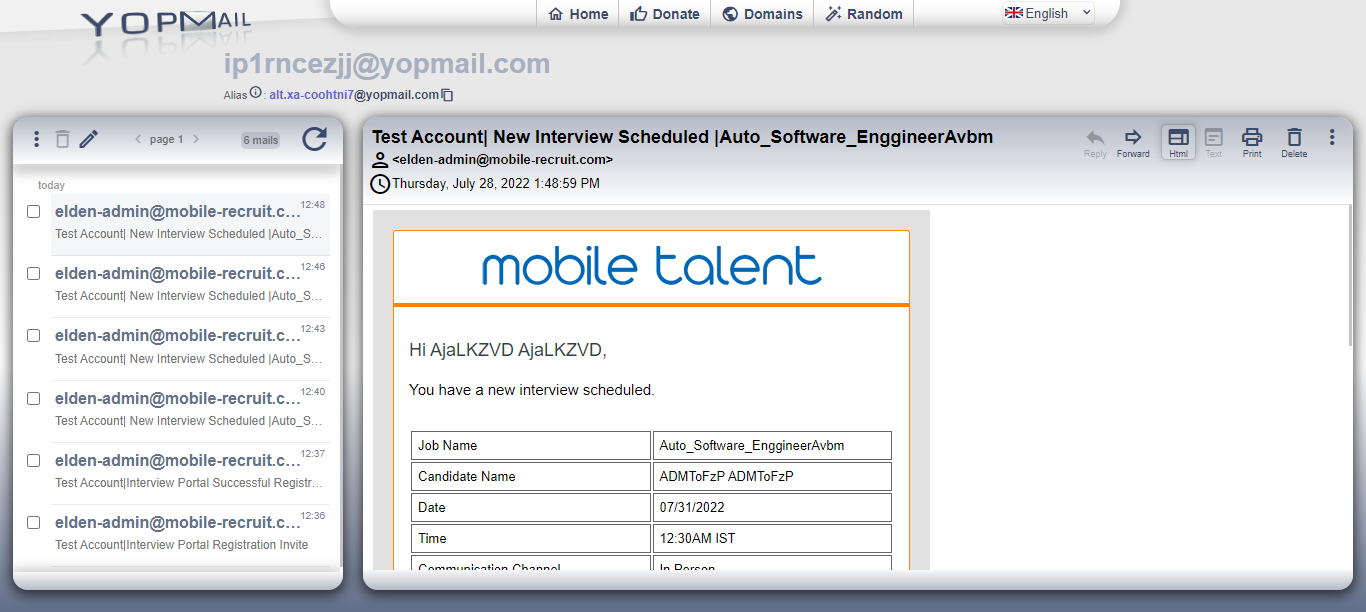 YOPMAIL
Home
Donate
Domains
Random
English
ip1rncezjj@yopmail.com
Alias : alt.xa-coohtni7@yopmail.com
page 1
6 mails
today
elden-admin@mobile-recruit.c... 12:48
Test Account| New Interview Scheduled |Auto_S...
elden-admin@mobile-recruit.c... 12:46
Test Account| New Interview Scheduled |Auto_S...
elden-admin@mobile-recruit.c... 12:43
Test Account| New Interview Scheduled |Auto_S...
elden-admin@mobile-recruit.c... 12:40
Test Account| New Interview Scheduled |Auto_S...
elden-admin@mobile-recruit.c... 12:37
Test Account|Interview Portal Successful Registr...
elden-admin@mobile-recruit.c... 12:36
Test Account|Interview Portal Registration Invite
Test Account| New Interview Scheduled |Auto_Software_EnggineerAvbm
<elden-admin@mobile-recruit.com>
Thursday, July 28, 2022 1:48:59 PM
Reply
Forward
Html
Text
Print
Delete
mobile talent
Hi AjaLKZVD AjaLKZVD,
You have a new interview scheduled.
Job Name Auto_Software_EnggineerAvbm
Candidate Name ADMToFzP ADMToFzP
Date 07/31/2022
Time 12:30AM IST
Communication Channel In Person